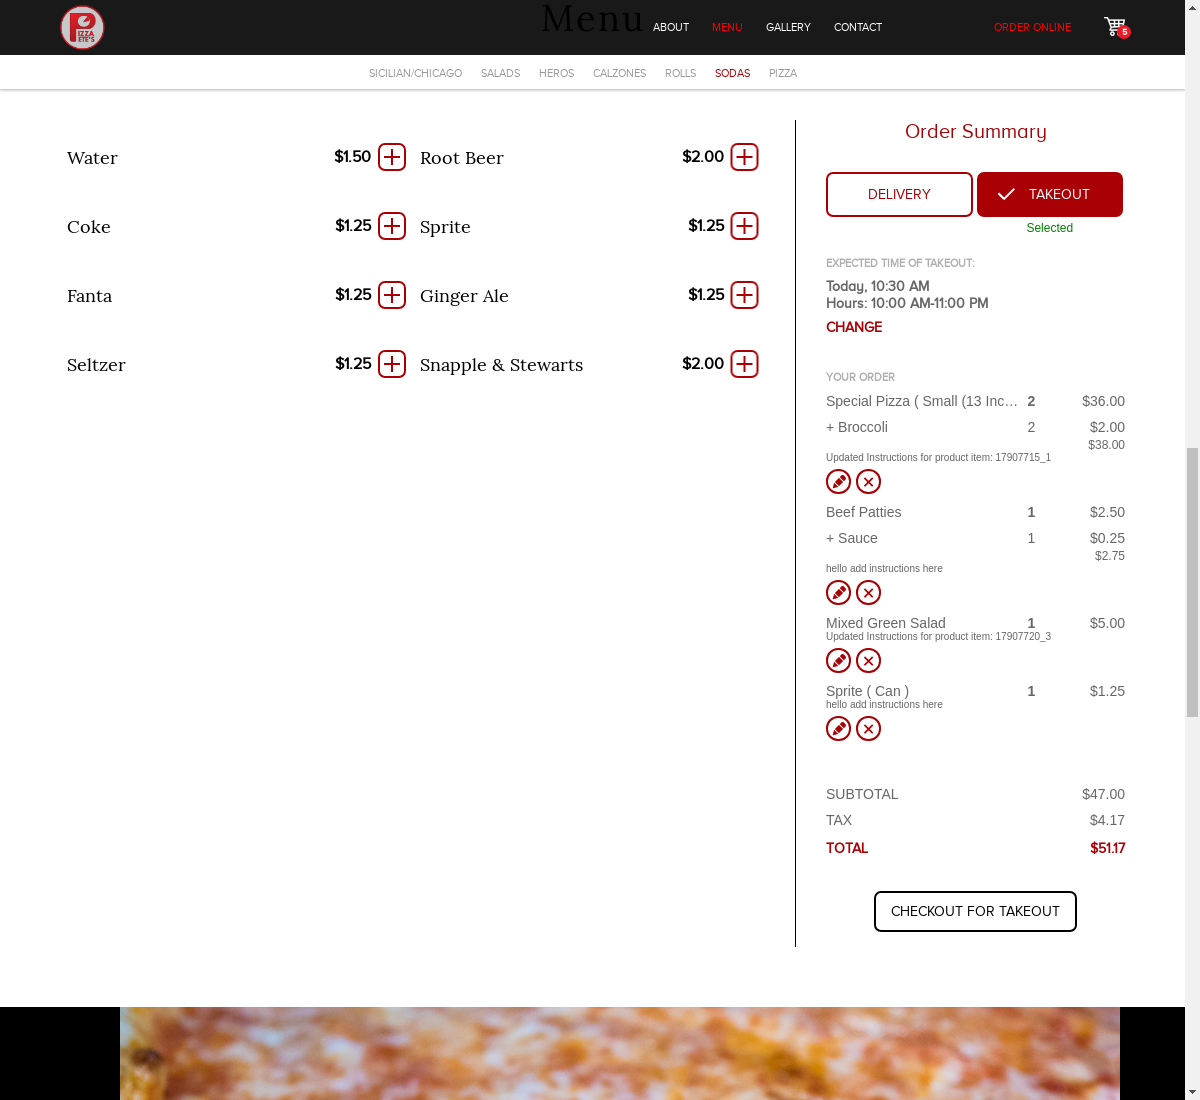 Menu
P
IZZA
ETE'S
ABOUT
MENU
GALLERY
CONTACT
ORDER ONLINE
5
SICILIAN/CHICAGO
SALADS
HEROS
CALZONES
ROLLS
SODAS
PIZZA
Water $1.50
Root Beer $2.00
Coke $1.25
Sprite $1.25
Fanta $1.25
Ginger Ale $1.25
Seltzer $1.25
Snapple & Stewarts $2.00
Order Summary
DELIVERY
TAKEOUT
Selected
EXPECTED TIME OF TAKEOUT:
Today, 10:30 AM
Hours: 10:00 AM-11:00 PM
CHANGE
YOUR ORDER
Special Pizza ( Small (13 Inc... 2 $36.00
+ Broccoli 2 $2.00
$38.00
Updated Instructions for product item: 17907715_1
Beef Patties 1 $2.50
+ Sauce 1 $0.25
$2.75
hello add instructions here
Mixed Green Salad 1 $5.00
Updated Instructions for product item: 17907720_3
Sprite ( Can ) 1 $1.25
hello add instructions here
SUBTOTAL $47.00
TAX $4.17
TOTAL $51.17
CHECKOUT FOR TAKEOUT